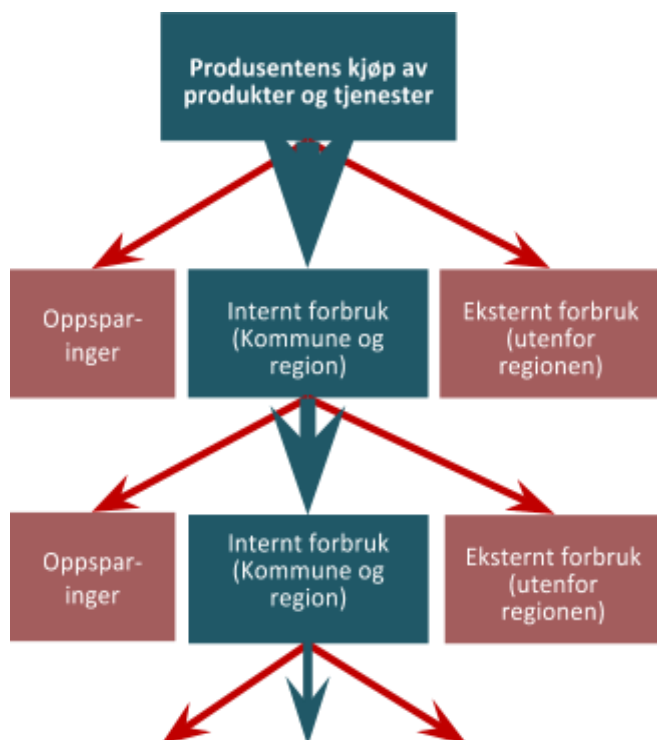 Produsentens kjøp av
produkter og tjenester
Oppspar-
inger
Internt forbruk
(Kommune og
region)
Eksternt forbruk
(utenfor
regionen)
Oppspar-
inger
Internt forbruk
(Kommune og
region)
Eksternt forbruk
(utenfor
regionen)